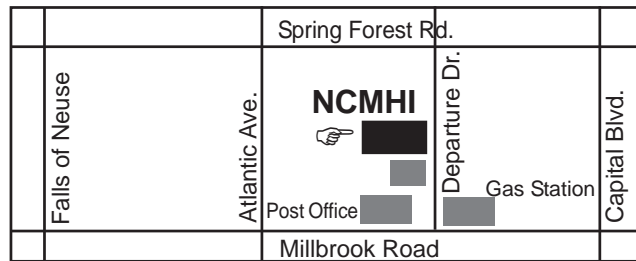 Spring Forest Rd.
Falls of Neuse
Atlantic Ave.
NCMHI
Departure Dr.
Capital Blvd.
Gas Station
Post Office
Millbrook Road